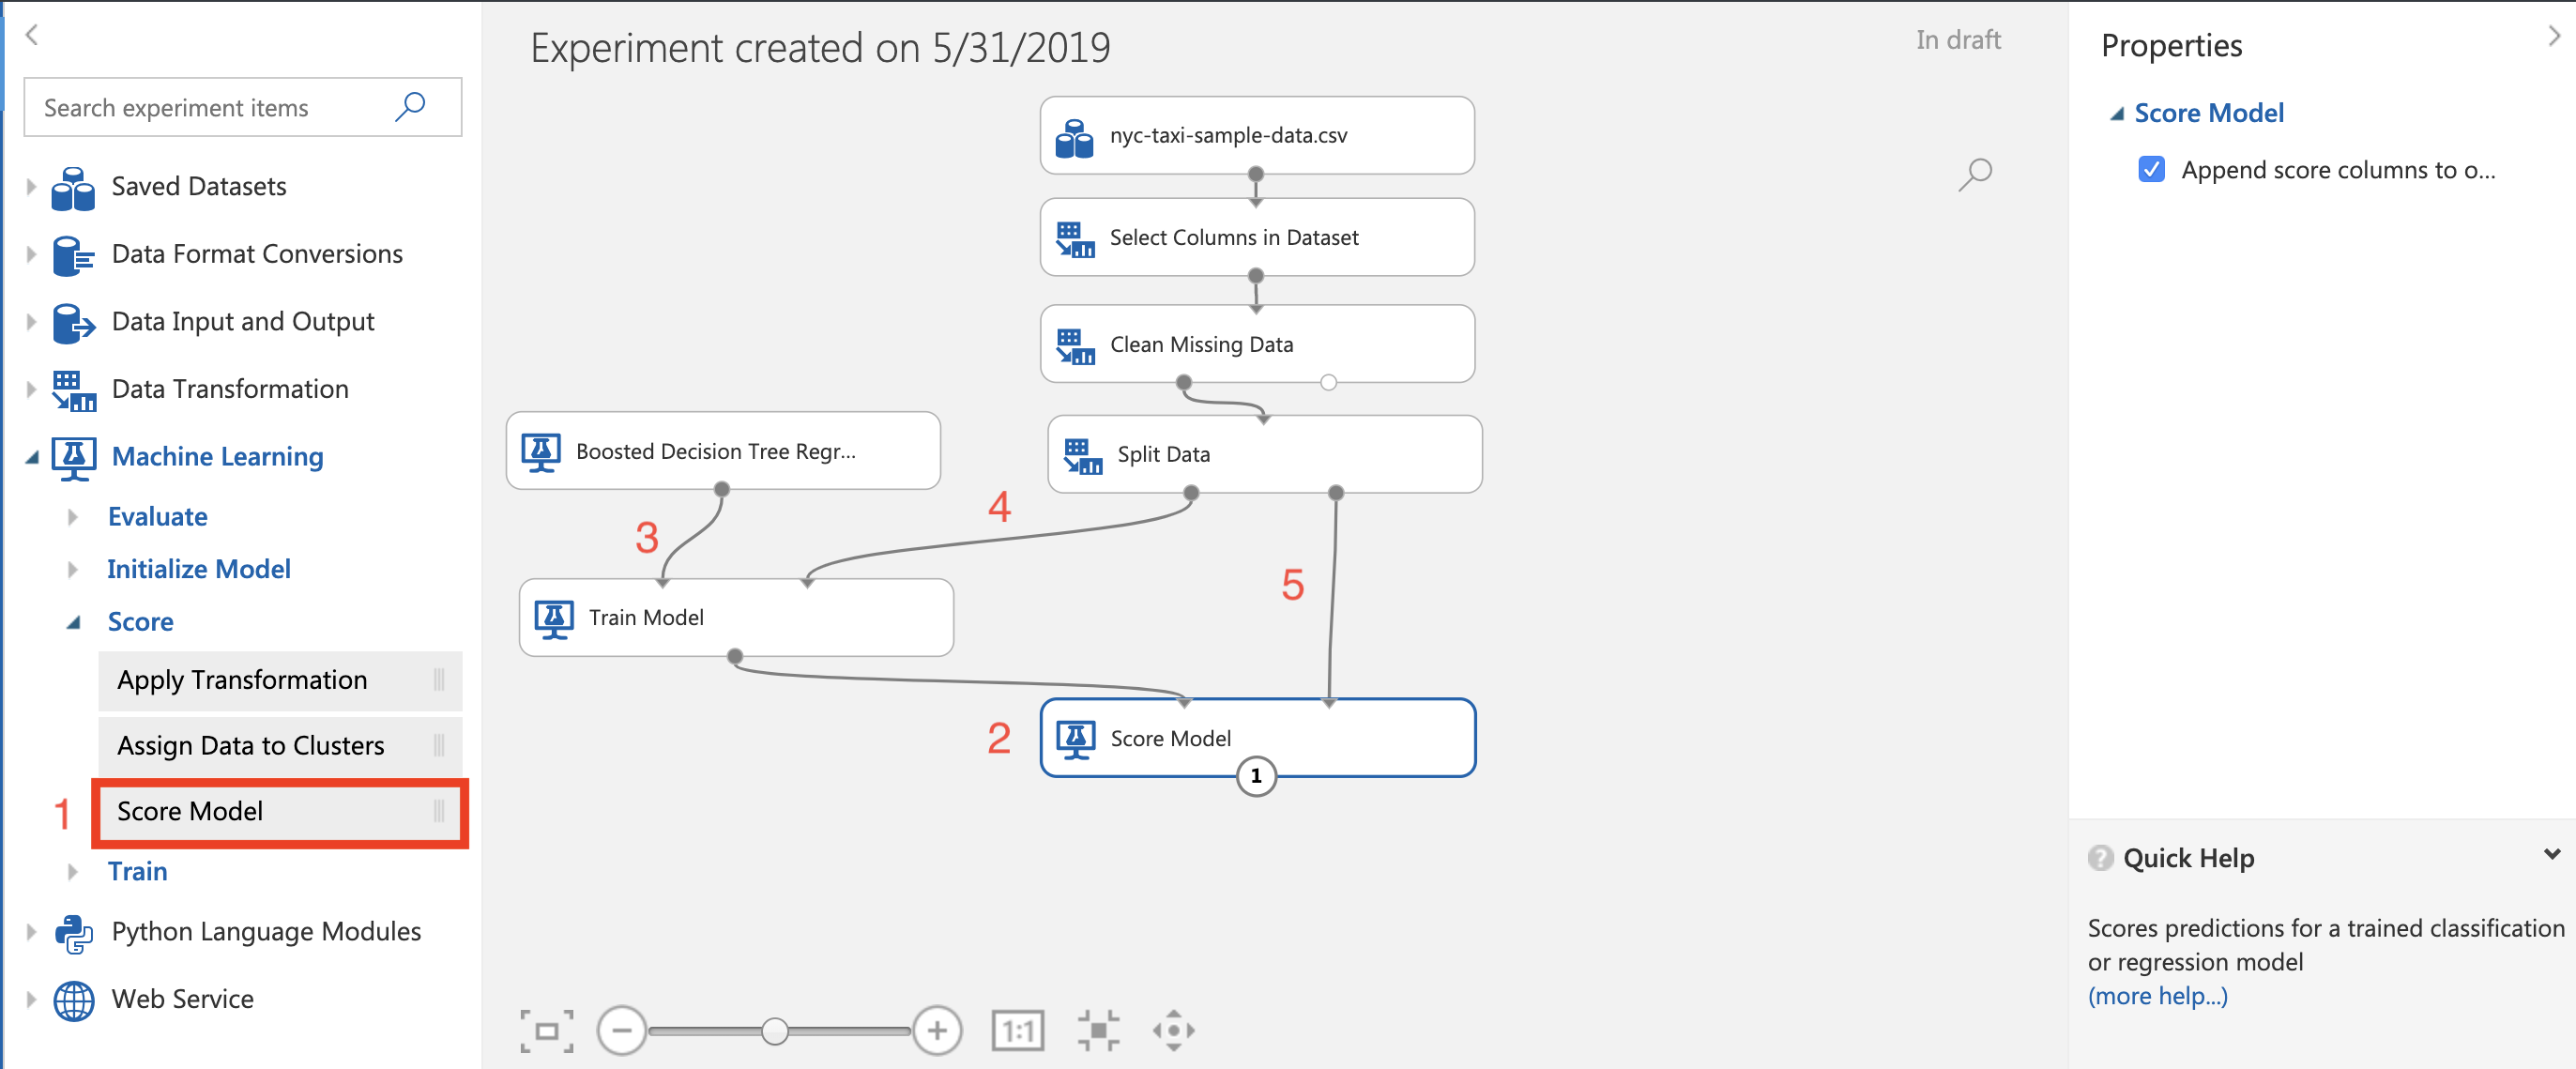 Experiment created on 5/31/2019
In draft
Search experiment items
Saved Datasets
Data Format Conversions
Data Input and Output
Data Transformation
Machine Learning
Evaluate
Initialize Model
Score
Apply Transformation
Assign Data to Clusters
1
Score Model
Train
Python Language Modules
Web Service
nyc-taxi-sample-data.csv
Select Columns in Dataset
Clean Missing Data
Boosted Decision Tree Regr...
Split Data
3
4
5
Train Model
2
Score Model
1
1:1
Properties
Score Model
Append score columns to o...
? Quick Help
Scores predictions for a trained classification
or regression model
(more help...)